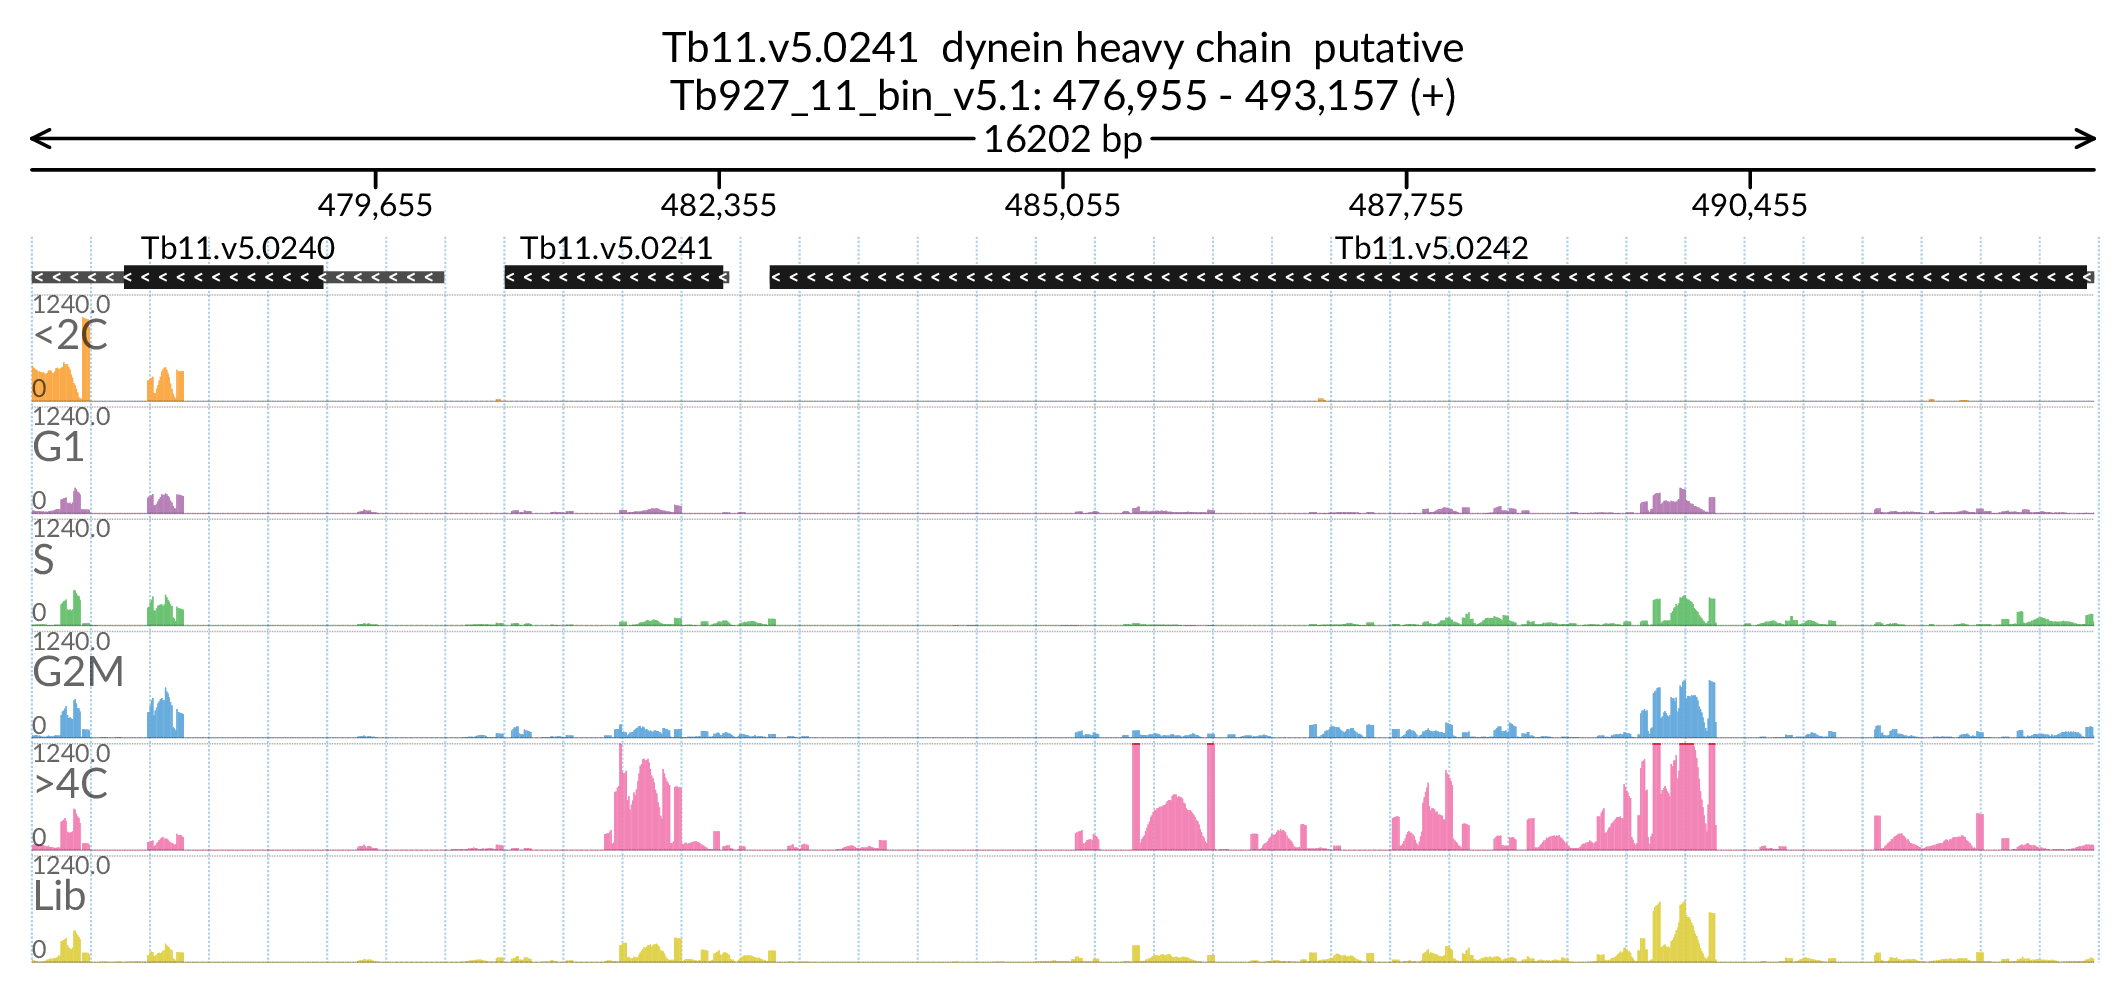 Tb11.v5.0241 dynein heavy chain putative
Tb927_11_bin_v5.1: 476,955 - 493,157 (+)
16202 bp
479,655 482,355 485,055 487,755 490,455
Tb11.v5.0240 Tb11.v5.0241 Tb11.v5.0242
1240.0
<2C
0
1240.0
G1
0
1240.0
S
0
1240.0
G2M
0
1240.0
>4C
0
1240.0
Lib
0